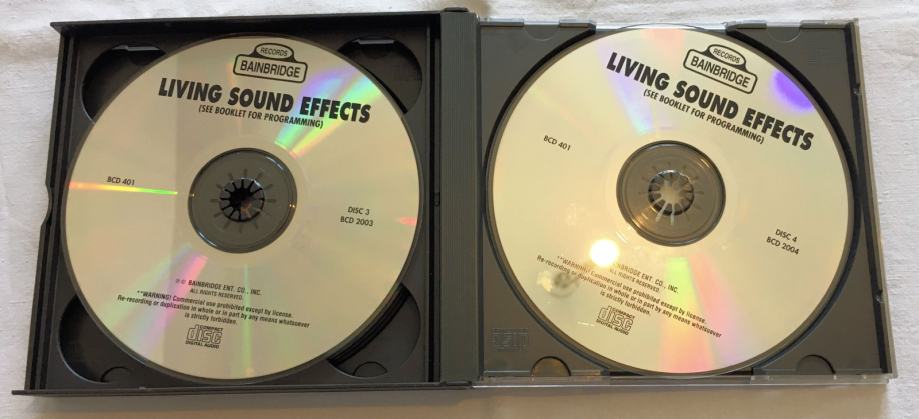 RECORDS
BAINBRIDGE
LIVING SOUND EFFECTS
(SEE BOOKLET FOR PROGRAMMING)
BCD 401
DISC 3
BCD 2003
℗ © BAINBRIDGE ENT. CO., INC.
ALL RIGHTS RESERVED.
**WARNING! Commercial use prohibited except by license.
Re-recording or duplication in whole or in part by any means whatsoever
is strictly forbidden.
COMPACT
disc
DIGITAL AUDIO
RECORDS
BAINBRIDGE
LIVING SOUND EFFECTS
(SEE BOOKLET FOR PROGRAMMING)
BCD 401
DISC 4
BCD 2004
BRIDGE ENT. CO., INC.
ALL RIGHTS RESERVED.
**WARNING! Commercial use prohibited except by license.
Re-recording or duplication in whole or in part by any means whatsoever
is strictly forbidden.
COMPACT
disc
DIGITAL AUDIO